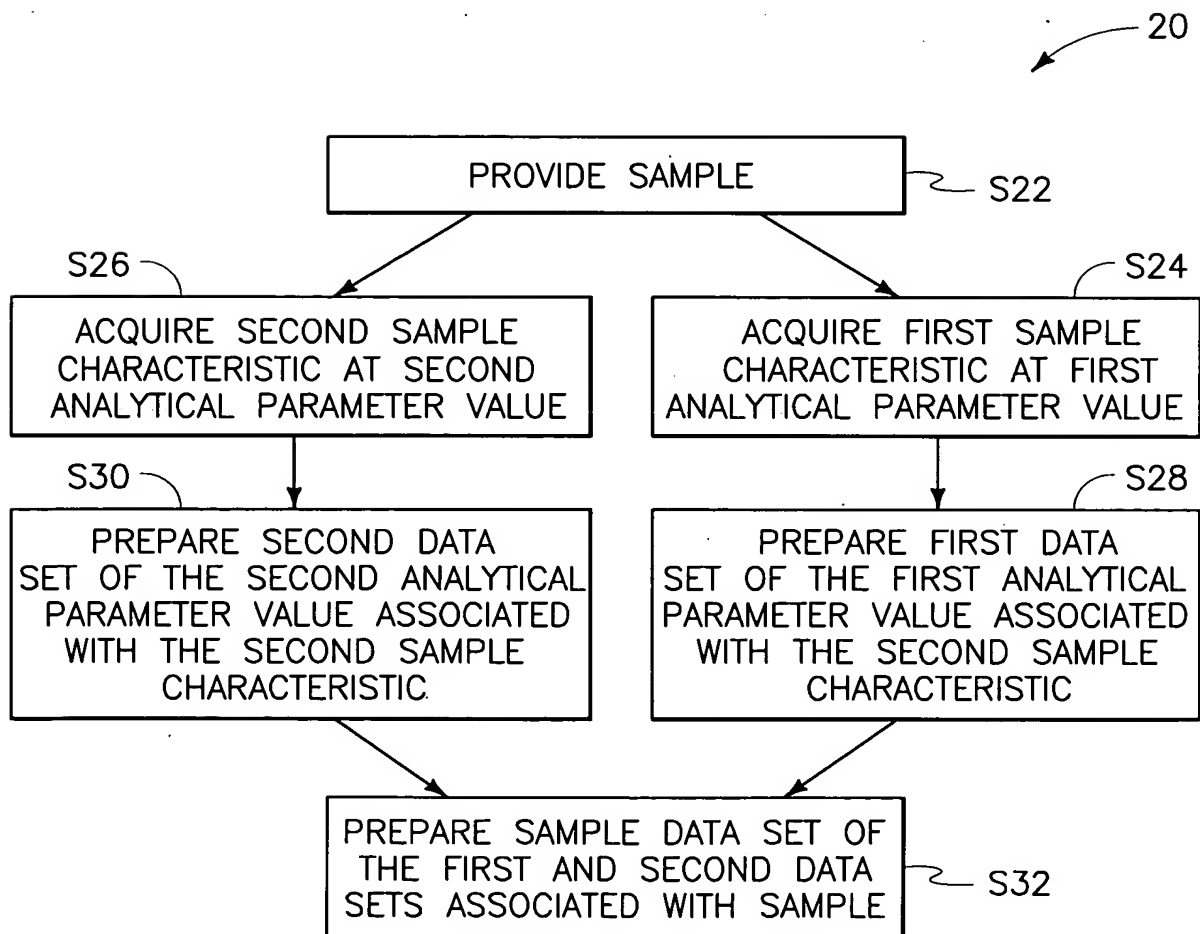 20
PROVIDE SAMPLE
S22
S26
ACQUIRE SECOND SAMPLE
CHARACTERISTIC AT SECOND
ANALYTICAL PARAMETER VALUE
S24
ACQUIRE FIRST SAMPLE
CHARACTERISTIC AT FIRST
ANALYTICAL PARAMETER VALUE
S30
PREPARE SECOND DATA
SET OF THE SECOND ANALYTICAL
PARAMETER VALUE ASSOCIATED
WITH THE SECOND SAMPLE
CHARACTERISTIC.
S28
PREPARE FIRST DATA
SET OF THE FIRST ANALYTICAL
PARAMETER VALUE ASSOCIATED
WITH THE SECOND SAMPLE
CHARACTERISTIC
PREPARE SAMPLE DATA SET OF
THE FIRST AND SECOND DATA
SETS ASSOCIATED WITH SAMPLE
S32